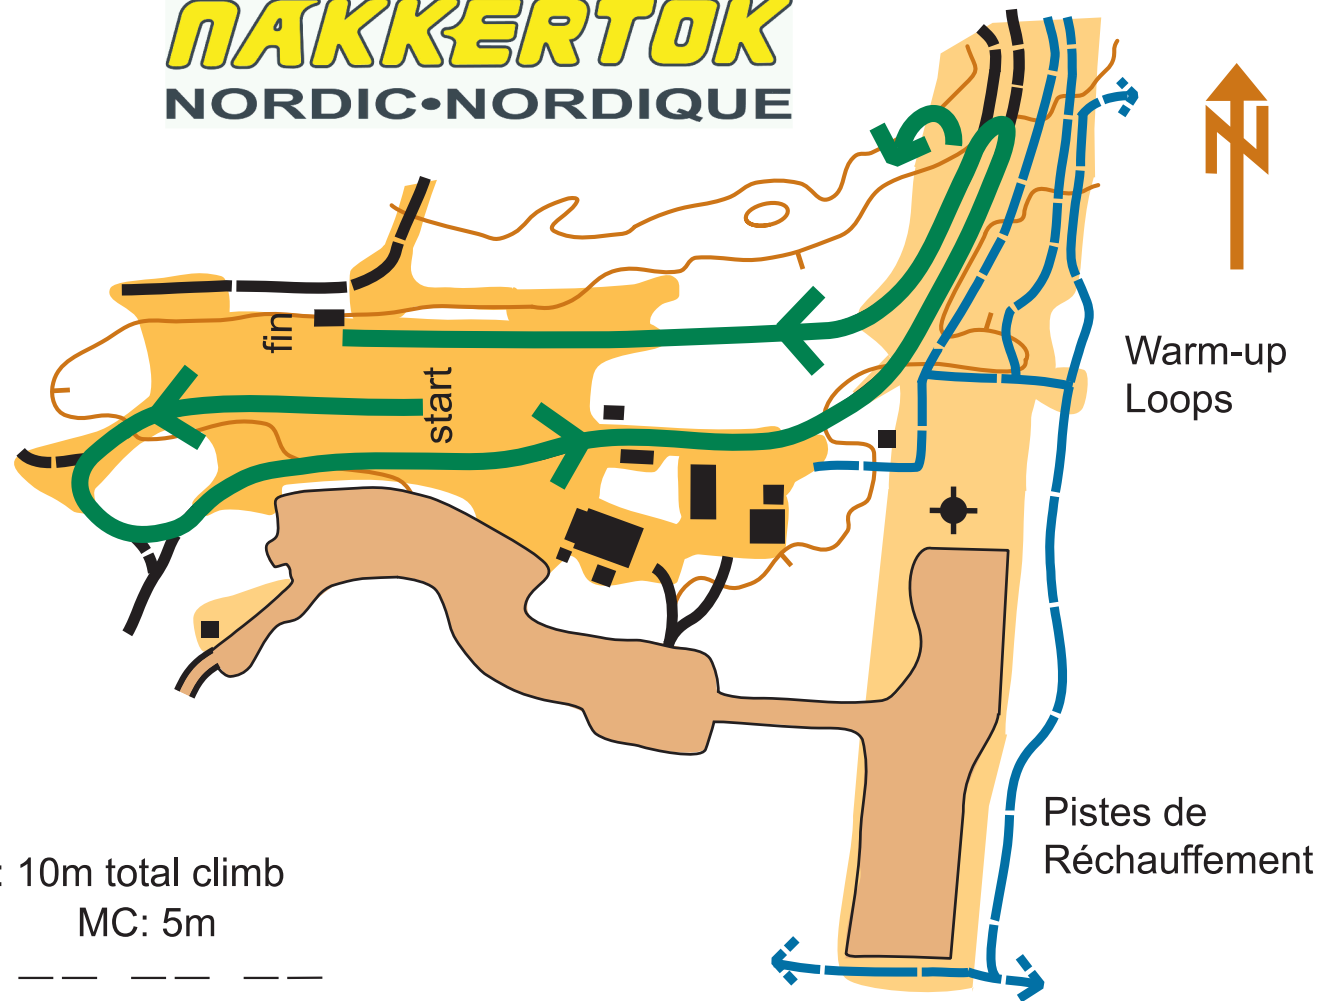 NAKKERTOK
NORDIC•NORDIQUE
N
fin
start
Warm-up
Loops
Pistes de
Réchauffement
: 10m total climb
MC: 5m